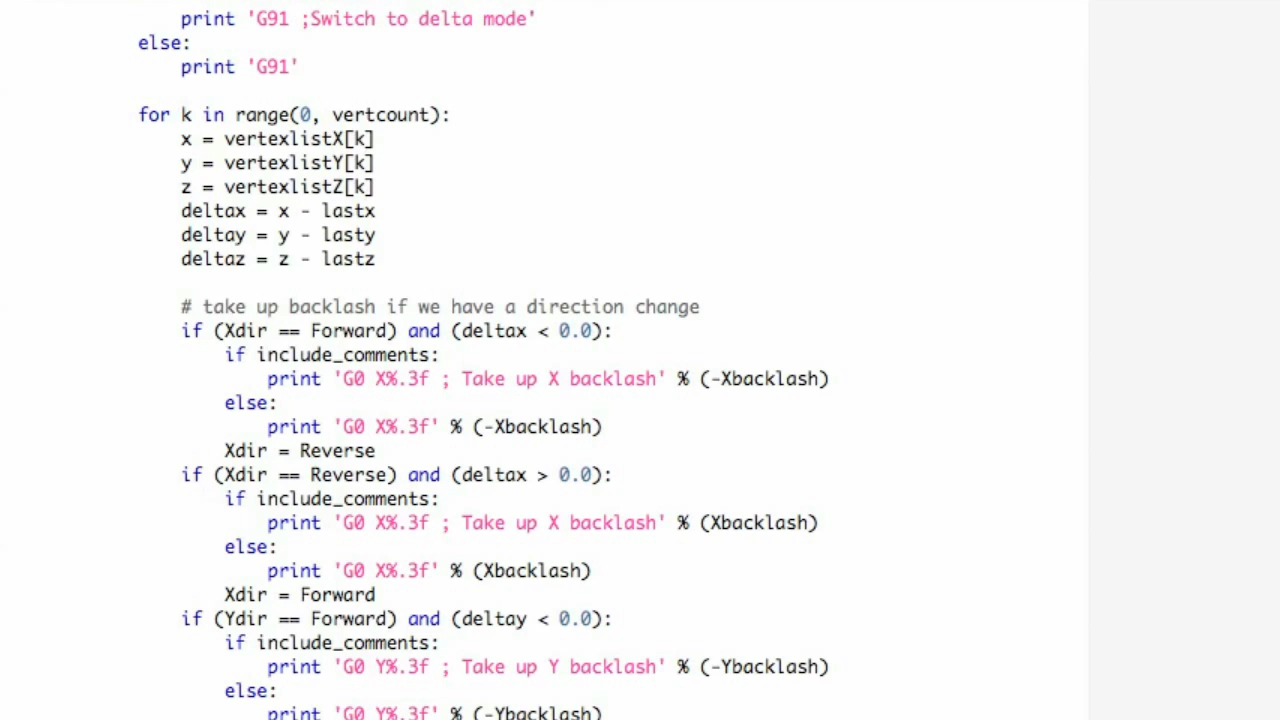 print 'G91 ;Switch to delta mode'
else:
print 'G91'
for k in range(0, vertcount):
x = vertexlistX[k]
y = vertexlistY[k]
z = vertexlistZ[k]
deltax = x - lastx
deltay = y - lasty
deltaz = z - lastz
# take up backlash if we have a direction change
if (Xdir == Forward) and (deltax < 0.0):
if include_comments:
print 'G0 X%.3f ; Take up X backlash' % (-Xbacklash)
else:
print 'G0 X%.3f' % (-Xbacklash)
Xdir = Reverse
if (Xdir == Reverse) and (deltax > 0.0):
if include_comments:
print 'G0 X%.3f ; Take up X backlash' % (Xbacklash)
else:
print 'G0 X%.3f' % (Xbacklash)
Xdir = Forward
if (Ydir == Forward) and (deltay < 0.0):
if include_comments:
print 'G0 Y%.3f ; Take up Y backlash' % (-Ybacklash)
else:
print 'G0 Y%.3f' % (-Ybacklash)